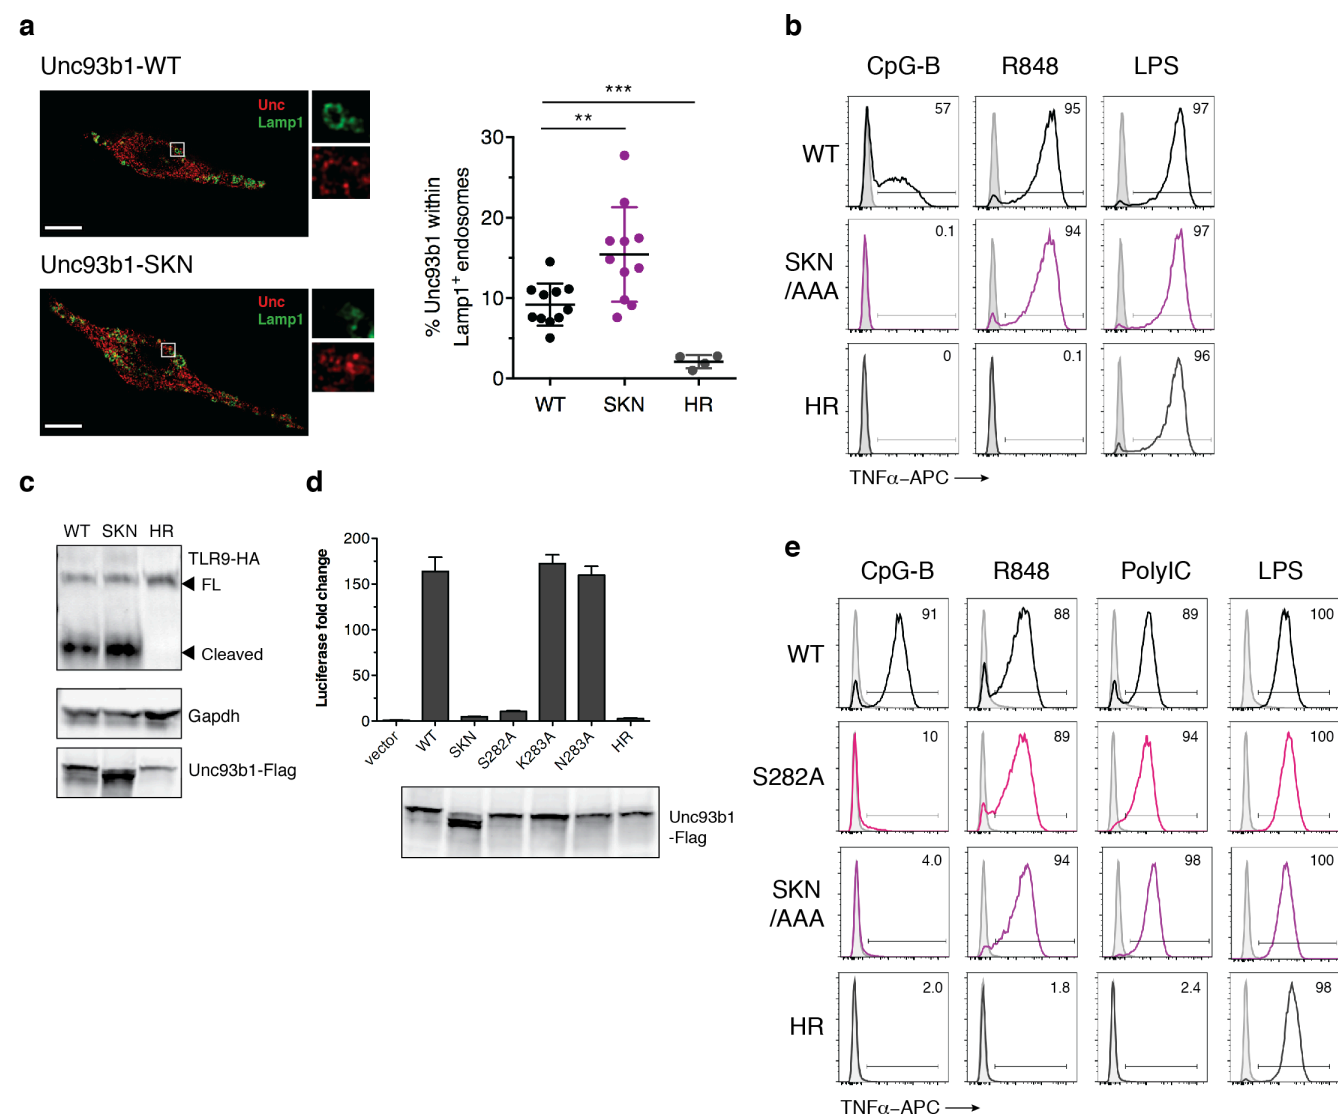 a
Unc93b1-WT
Unc
Lamp1
Unc93b1-SKN
Unc
Lamp1
% Unc93b1 within
Lamp1+ endosomes
30
20
10
0
***
**
WT SKN HR
b
CpG-B R848 LPS
WT
57 95 97
SKN
/AAA
0.1 94 97
HR
0 0.1 96
TNFα–APC
c
WT SKN HR
TLR9-HA
FL
Cleaved
Gapdh
Unc93b1-Flag
d
Luciferase fold change
200
150
100
50
0
vector WT SKN S282A K283A N283A HR
Unc93b1
-Flag
e
CpG-B R848 PolyIC LPS
WT
91 88 89 100
S282A
10 89 94 100
SKN
/AAA
4.0 94 98 100
HR
2.0 1.8 2.4 98
TNFα–APC